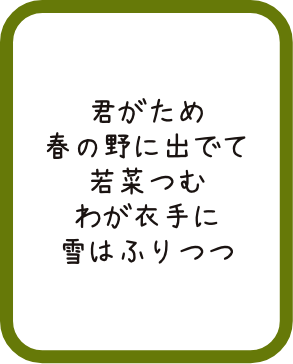 君がため
春の野に出でて
若菜つむ
わが衣手に
雪はふりつつ